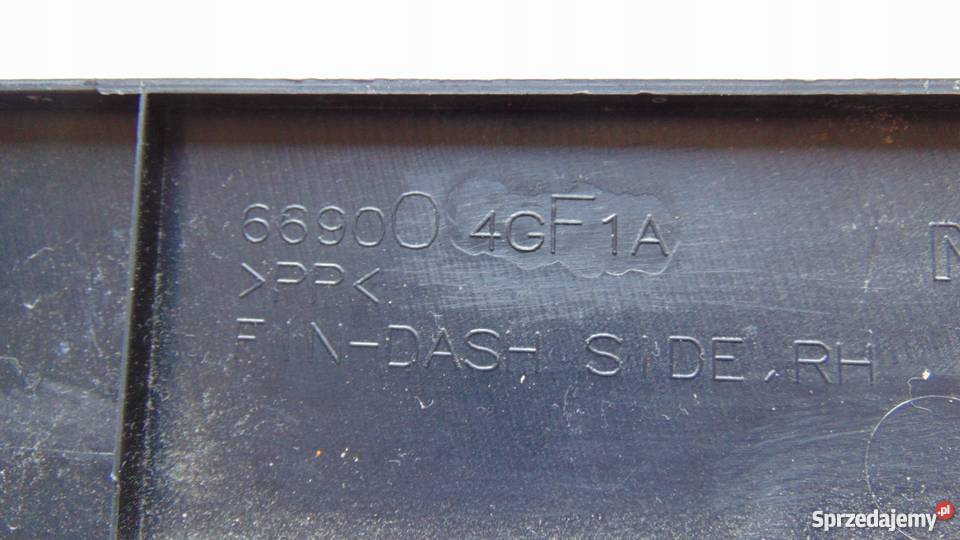 66900 4GF1A
>PP<
FIN-DASH SIDE,RH
Sprzedajemy.pl